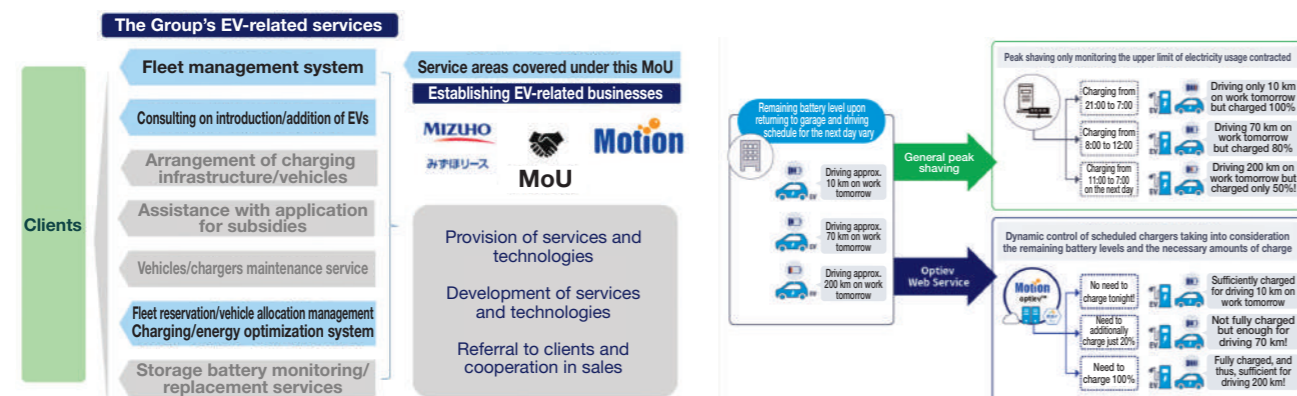 The Group's EV-related services
Clients
Fleet management system
Consulting on introduction/addition of EVs
Arrangement of charging
infrastructure/vehicles
Assistance with application
for subsidies
Vehicles/chargers maintenance service
Fleet reservation/vehicle allocation management
Charging/energy optimization system
Storage battery monitoring/
replacement services
Service areas covered under this MoU
Establishing EV-related businesses
MIZUHO
みずほリース
MoU
Motion
Provision of services and
technologies
Development of services
and technologies
Referral to clients and
cooperation in sales
Remaining battery level upon
returning to garage and driving
schedule for the next day vary
Driving approx.
10 km on work
tomorrow
EV
Driving approx.
70 km on work
tomorrow
EV
Driving approx.
200 km on work
tomorrow
EV
General peak
shaving
Optiev
Web Service
Peak shaving only monitoring the upper limit of electricity usage contracted
Charging from
21:00 to 7:00
EV
Driving only 10 km
on work tomorrow
but charged 100%
Charging from
8:00 to 12:00
EV
Driving 70 km on
work tomorrow
but charged 80%
Charging from
11:00 to 7:00
on the next day
EV
Driving 200 km on
work tomorrow but
charged only 50%!
Dynamic control of scheduled chargers taking into consideration
the remaining battery levels and the necessary amounts of charge
Motion
optiev™
No need to
charge tonight!
EV
Sufficiently charged
for driving 10 km on
work tomorrow
Need to
additionally
charge just 20%
EV
Not fully charged
but enough for
driving 70 km!
Need to
charge 100%
EV
Fully charged, and
thus, sufficient for
driving 200 km!